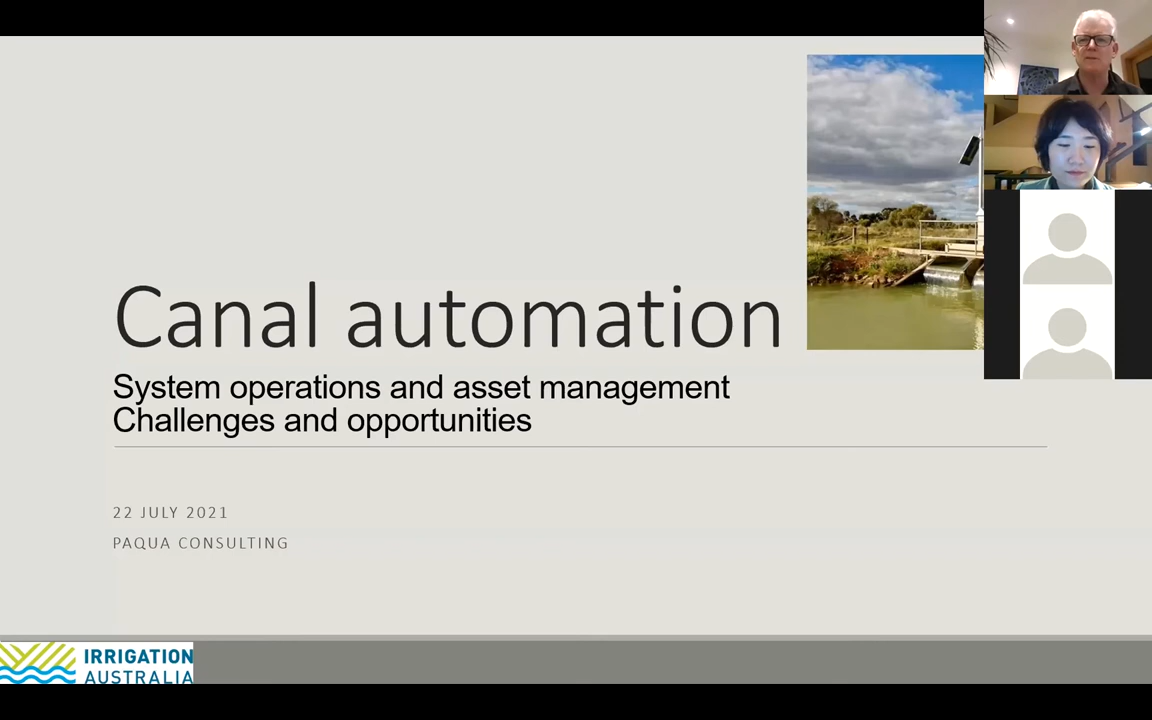 Canal automation
System operations and asset management
Challenges and opportunities
22 JULY 2021
PAQUA CONSULTING
IRRIGATION
AUSTRALIA